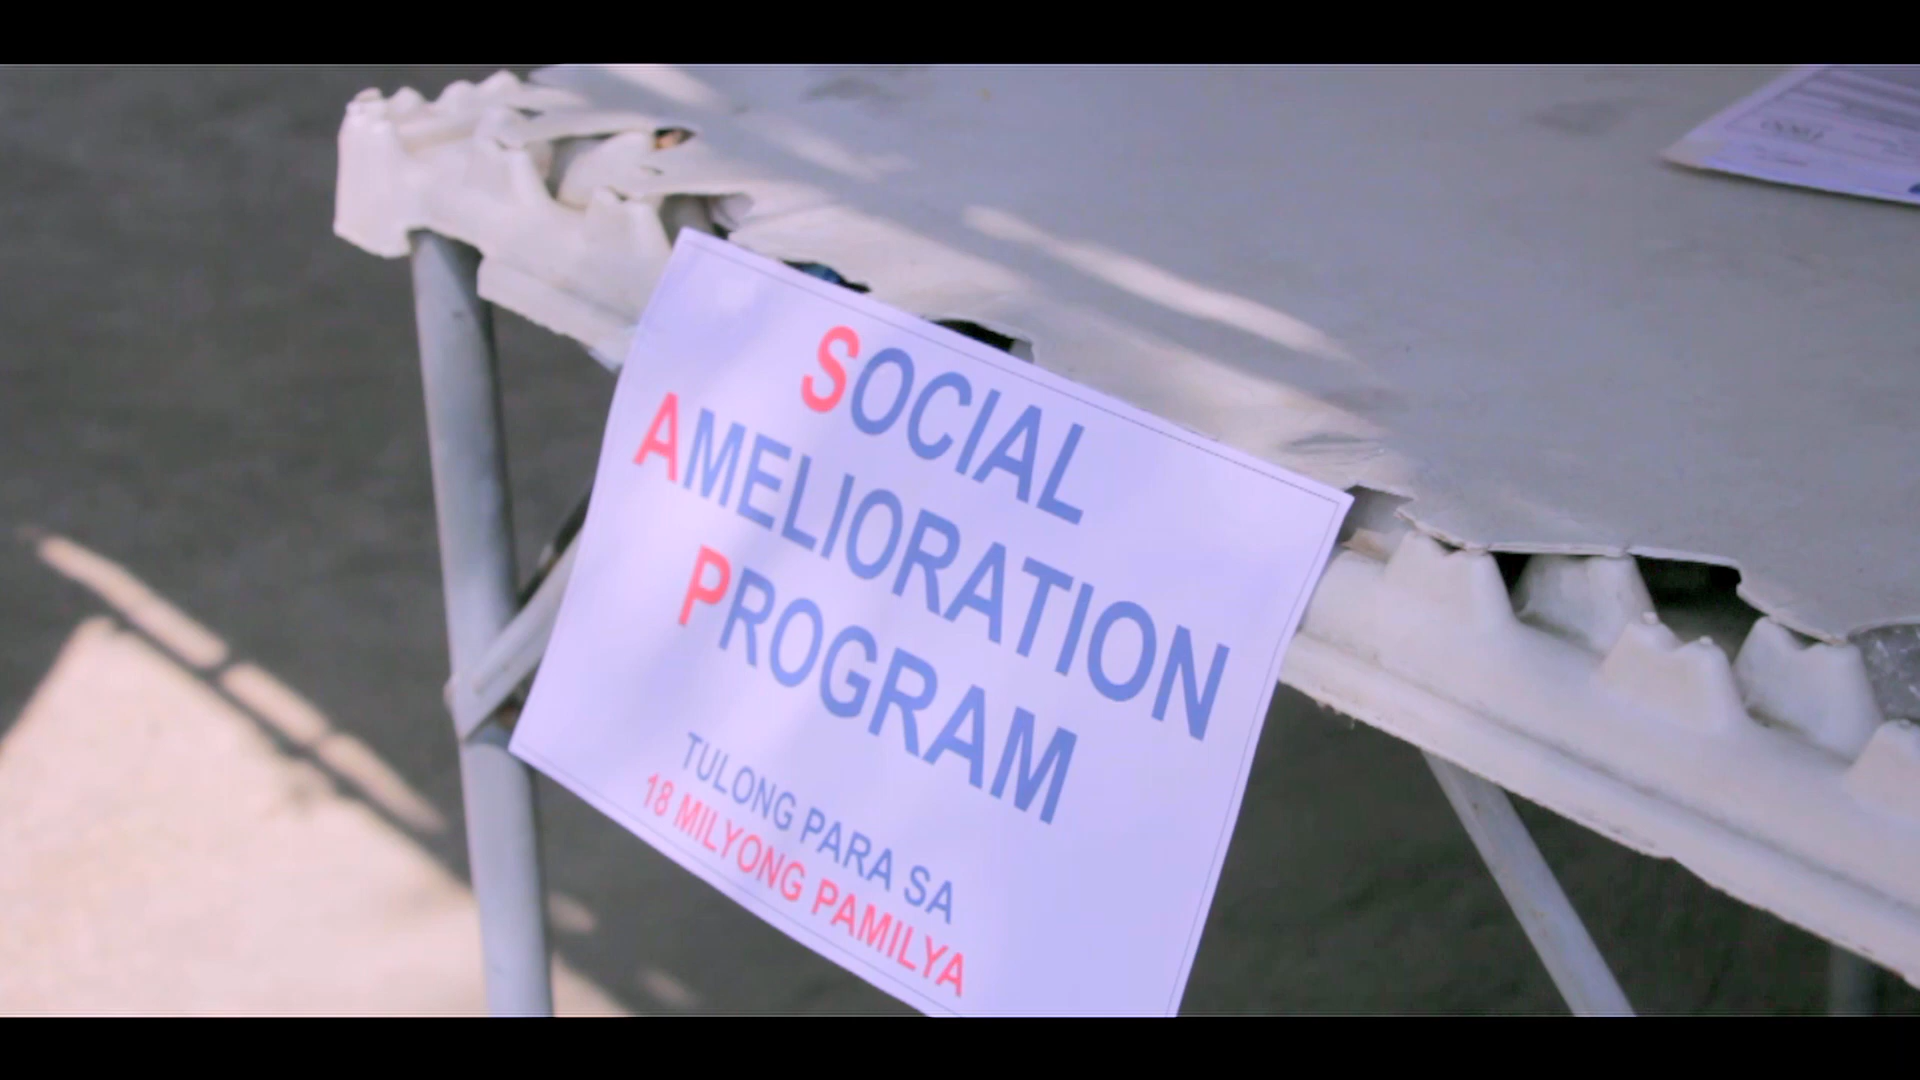 SOCIAL
AMELIORATION
PROGRAM
TULONG PARA SA
18 MILYONG PAMILYA